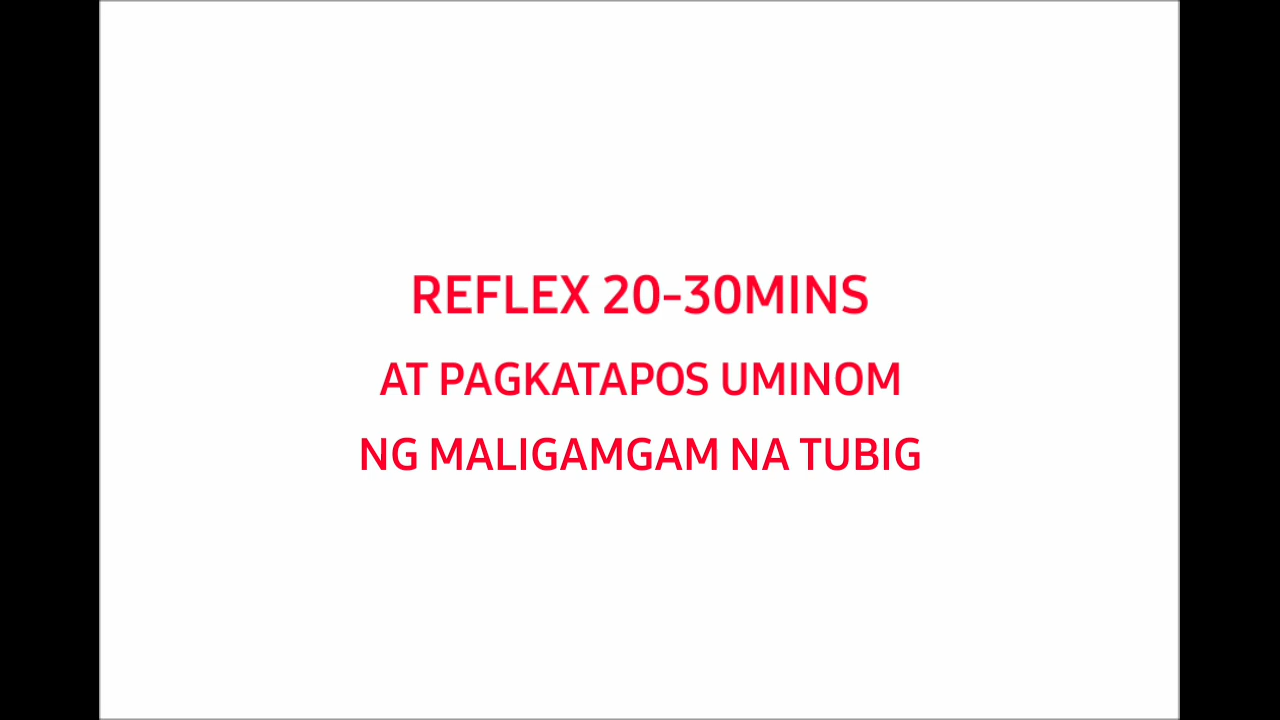 REFLEX 20-30MINS
AT PAGKATAPOS UMINOM
NG MALIGAMGAM NA TUBIG